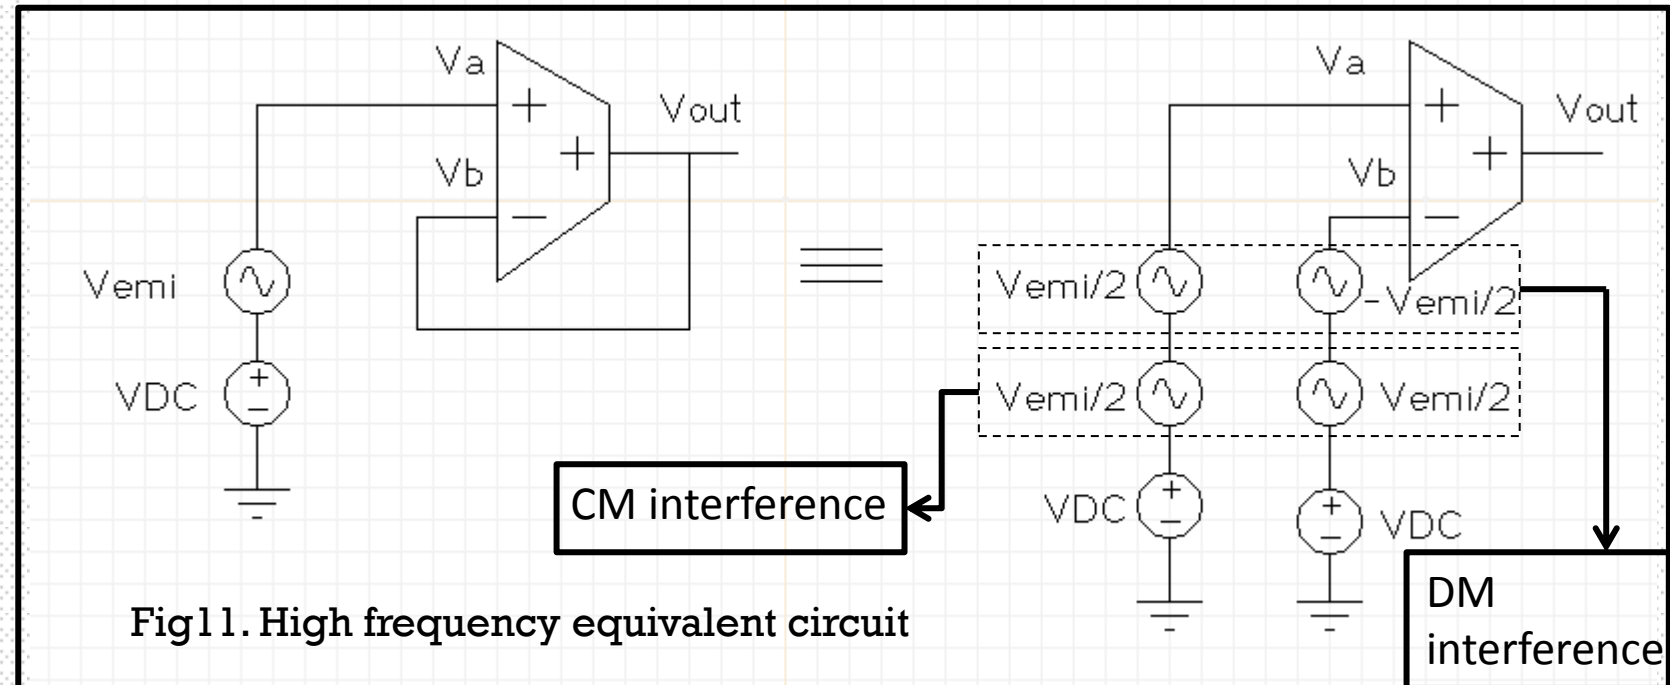 Va
Vout
Vb
Vemi
VDC
Va
Vout
Vb
Vemi/2
-Vemi/2
Vemi/2
Vemi/2
VDC
VDC
CM interference
DM
interference
Fig11. High frequency equivalent circuit